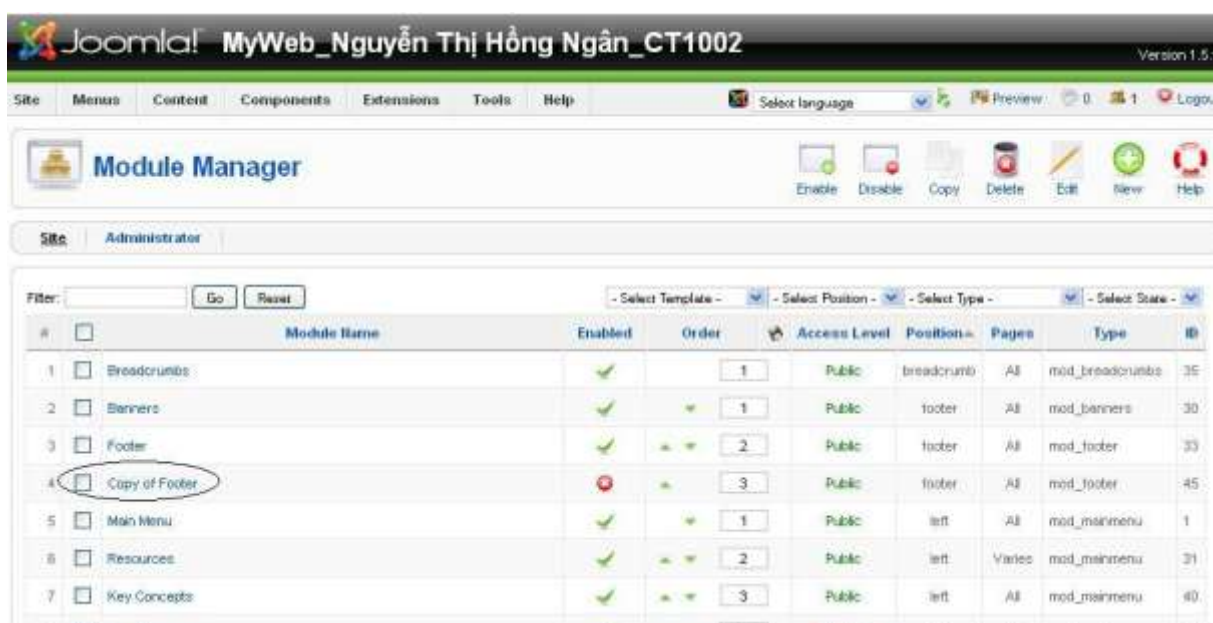 Joomla! MyWeb_Nguyễn Thị Hồng Ngân_CT1002
Version 1.5
Site Menus Content Components Extensions Tools Help Select language Preview 0 1 Logou
Module Manager
Enable Disable Copy Delete Edit New Help
Site Administrator
Filter: Go Reset - Select Template - - Select Position - - Select Type - - Select State -
# Module Name Enabled Order Access Level Position Pages Type ID
1 Breadcrumbs 1 Public breadcrumb All mod_breadcrumbs 35
2 Banners 1 Public footer All mod_banners 30
3 Footer 2 Public footer All mod_footer 33
4 Copy of Footer 3 Public footer All mod_footer 45
5 Main Menu 1 Public left All mod_mainmenu 1
6 Resources 2 Public left Varies mod_mainmenu 31
7 Key Concepts 3 Public left All mod_mainmenu 40